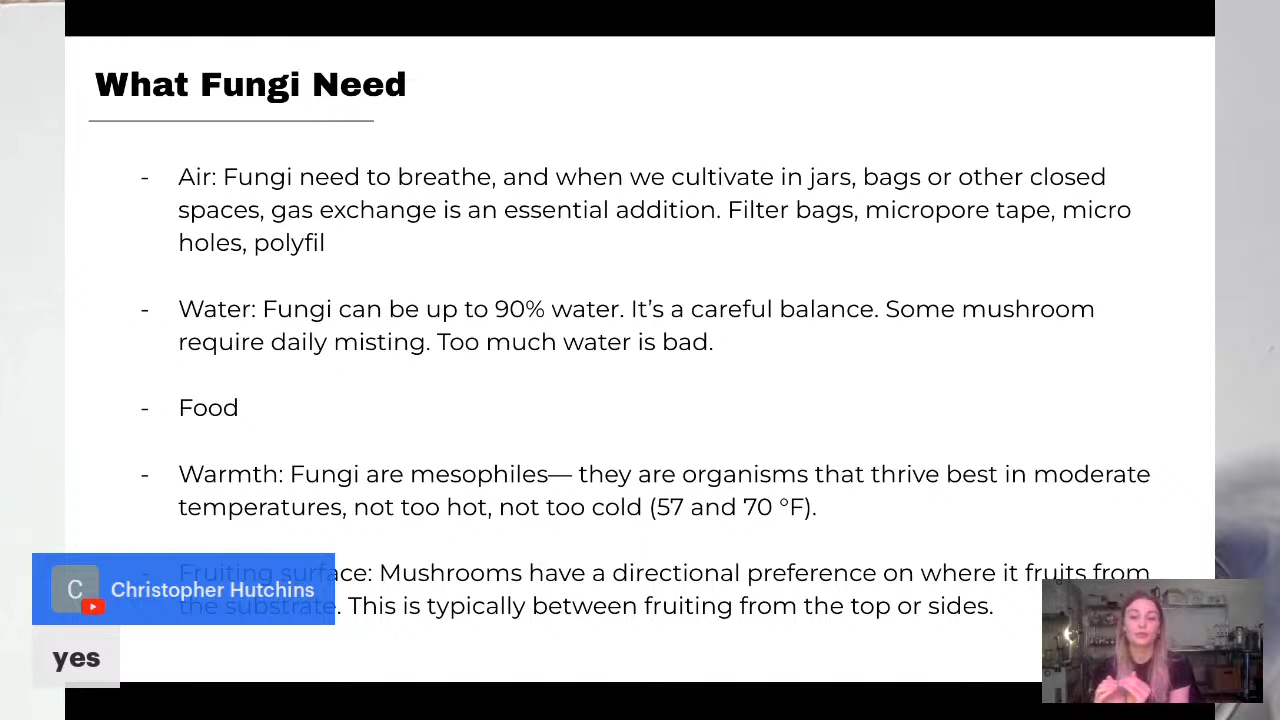 What Fungi Need
- Air: Fungi need to breathe, and when we cultivate in jars, bags or other closed
spaces, gas exchange is an essential addition. Filter bags, micropore tape, micro
holes, polyfil
- Water: Fungi can be up to 90% water. It’s a careful balance. Some mushroom
require daily misting. Too much water is bad.
- Food
- Warmth: Fungi are mesophiles— they are organisms that thrive best in moderate
temperatures, not too hot, not too cold (57 and 70 °F).
- Fruiting surface: Mushrooms have a directional preference on where it fruits from
the substrate. This is typically between fruiting from the top or sides.
C Christopher Hutchins
yes